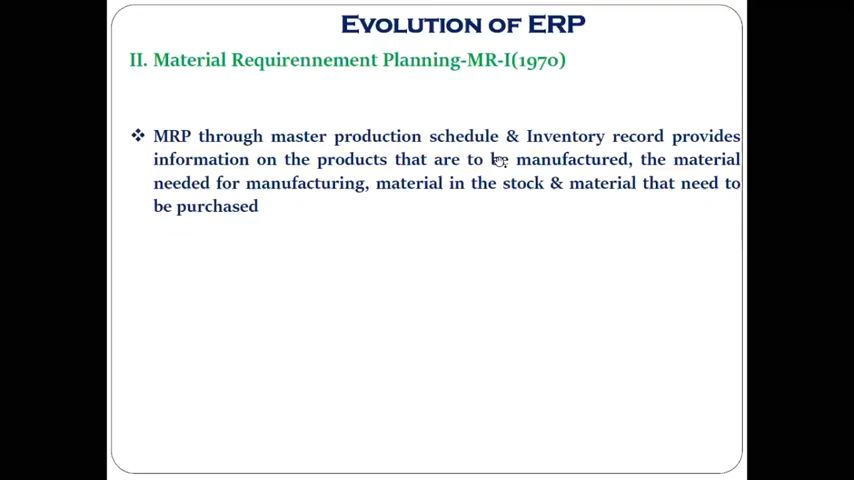 Evolution of ERP
II. Material Requirennement Planning-MR-I(1970)
❖ MRP through master production schedule & Inventory record provides
information on the products that are to be manufactured, the material
needed for manufacturing, material in the stock & material that need to
be purchased